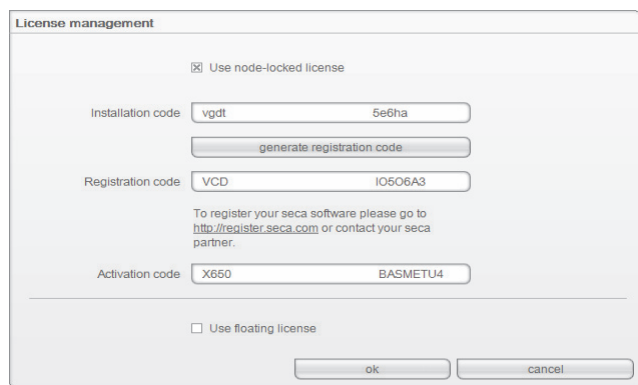 License management
Use node-locked license
Installation code vgdt 5e6ha
generate registration code
Registration code VCD IO5O6A3
To register your seca software please go to
http://register.seca.com or contact your seca
partner.
Activation code X650 BASMETU4
Use floating license
ok cancel